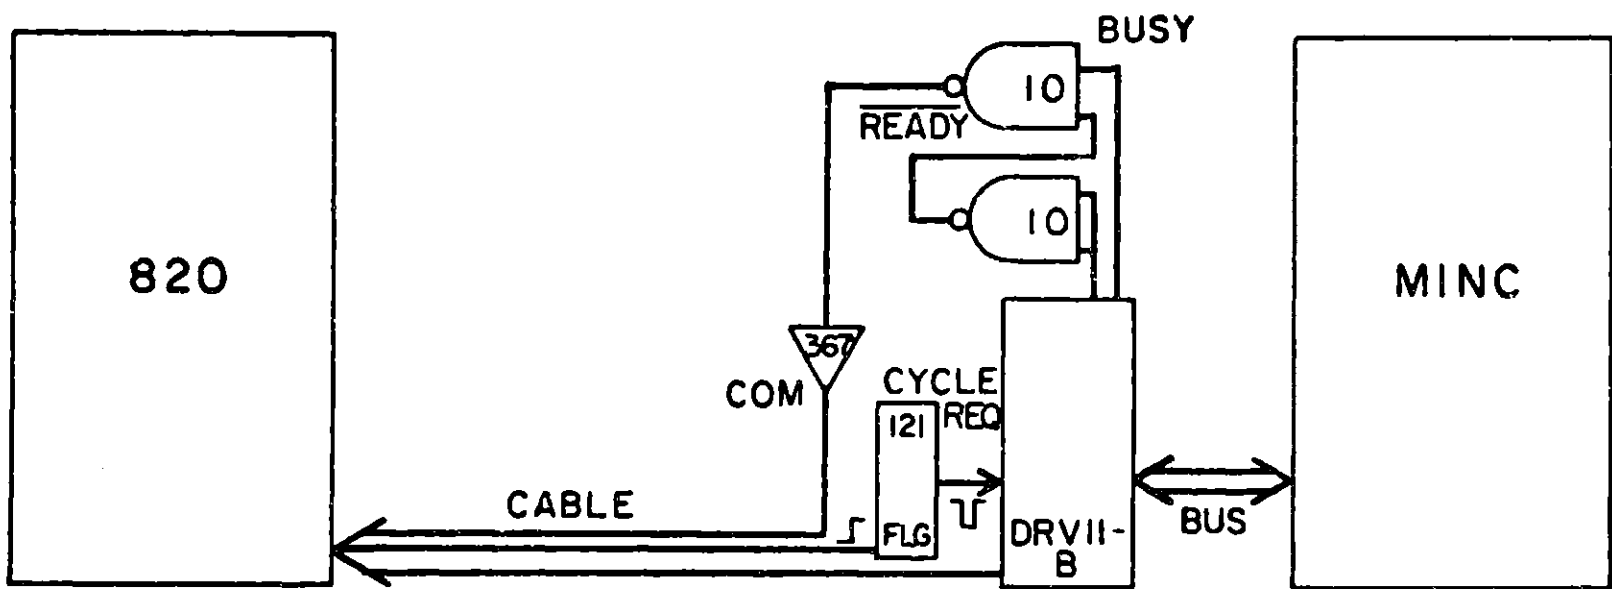 BUSY
10
READY
10
820
MINC
367
COM
CYCLE
REQ
121
CABLE
FLG
DRV11-
B
BUS